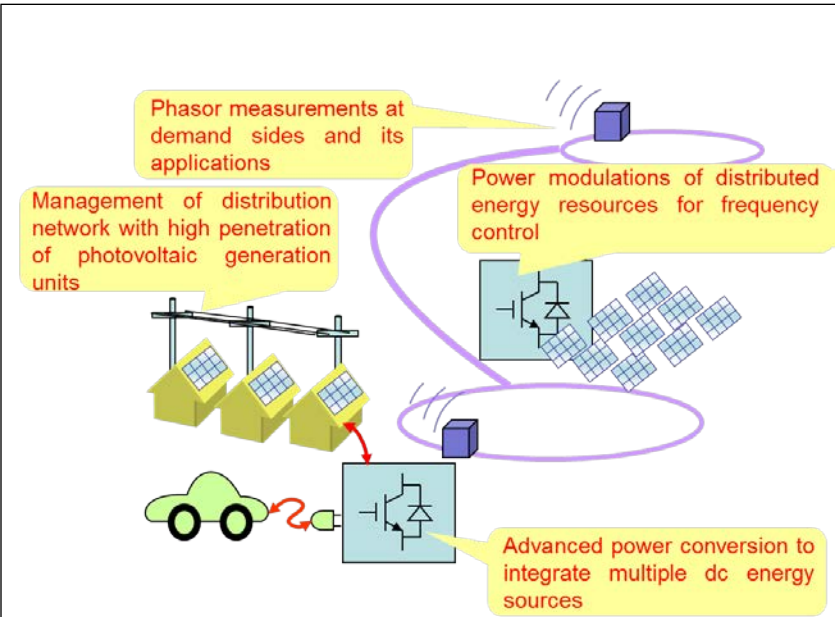 Phasor measurements at
demand sides and its
applications
Management of distribution
network with high penetration
of photovoltaic generation
units
Power modulations of distributed
energy resources for frequency
control
Advanced power conversion to
integrate multiple dc energy
sources